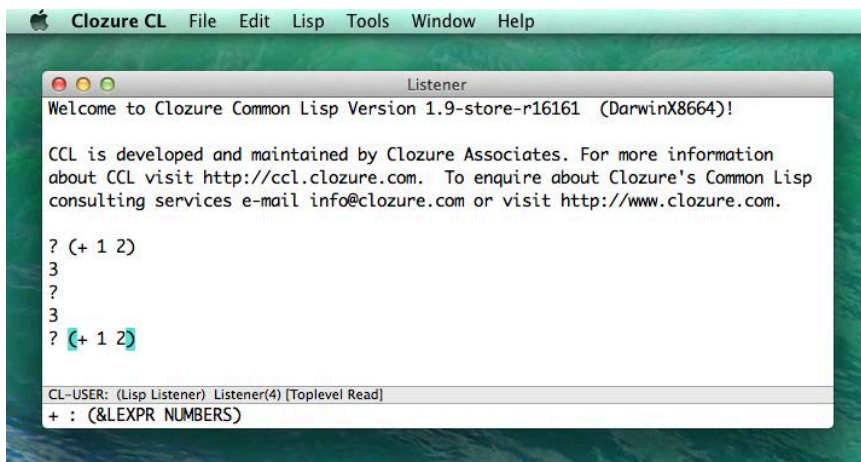 Clozure CL File Edit Lisp Tools Window Help
Listener
Welcome to Clozure Common Lisp Version 1.9-store-r16161 (DarwinX8664)!
CCL is developed and maintained by Clozure Associates. For more information
about CCL visit http://ccl.clozure.com. To enquire about Clozure's Common Lisp
consulting services e-mail info@clozure.com or visit http://www.clozure.com.
? (+ 1 2)
3
?
3
? (+ 1 2)
CL-USER: (Lisp Listener) Listener(4) [Toplevel Read]
+ : (&LEXPR NUMBERS)